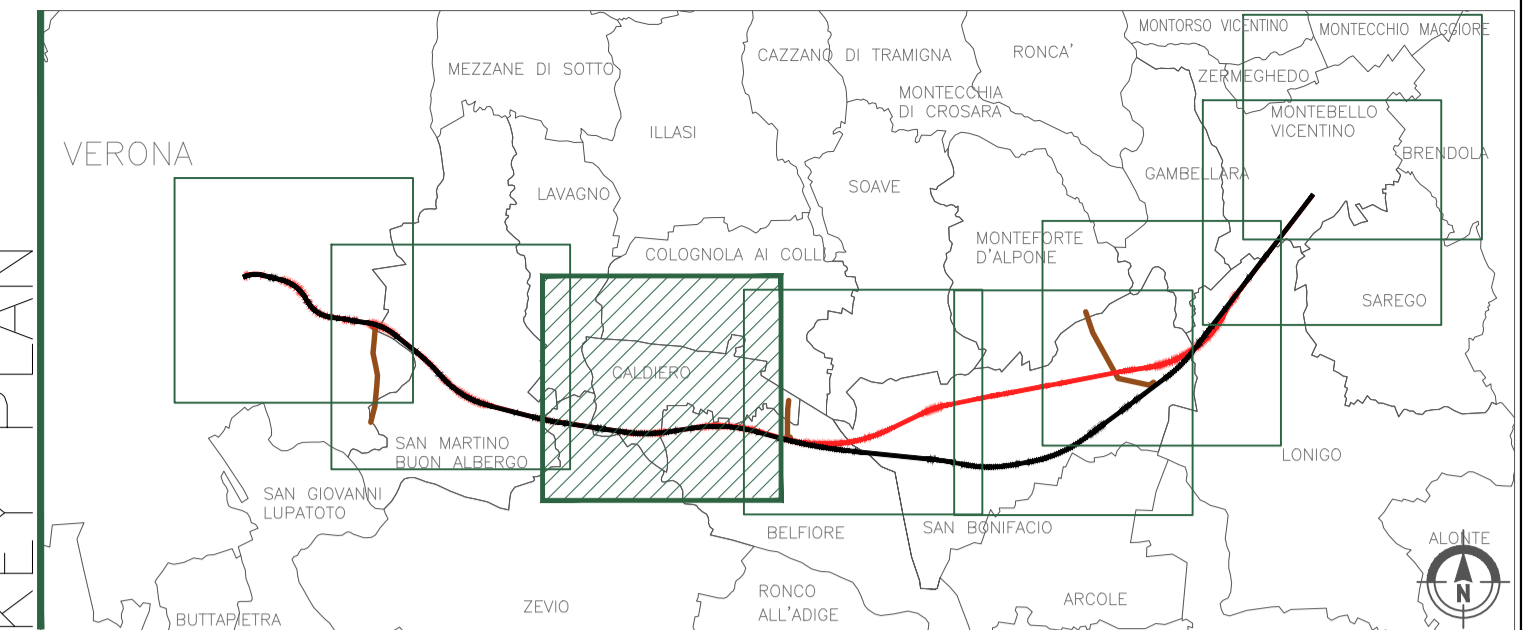 KEY PLAN
MONTORSO VICENTINO
MONTECCHIO MAGGIORE
MEZZANE DI SOTTO
CAZZANO DI TRAMIGNA
RONCA'
ZERMEGHEDO
MONTECCHIA
DI CROSARA
MONTEBELLO
VICENTINO
ILLASI
VERONA
BRENDOLA
GAMBELLARA
SOAVE
LAVAGNO
MONTEFORTE
D'ALPONE
COLOGNOLA AI COLLI
SAREGO
CALDIERO
SAN MARTINO
BUON ALBERGO
LONIGO
SAN GIOVANNI
LUPATOTO
BELFIORE
SAN BONIFACIO
ALONTE
N
RONCO
ALL'ADIGE
ARCOLE
ZEVIO
BUTTAPIETRA